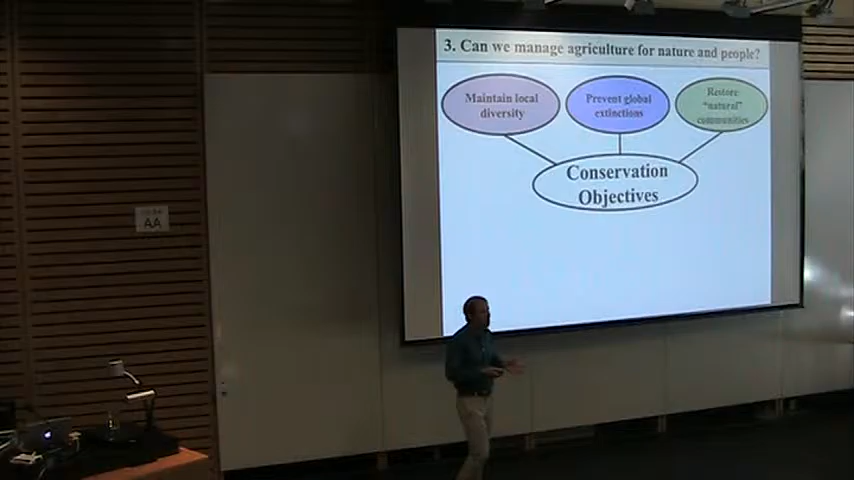 3. Can we manage agriculture for nature and people?
Maintain local
diversity
Prevent global
extinctions
Restore
"natural"
communities
Conservation
Objectives
AA